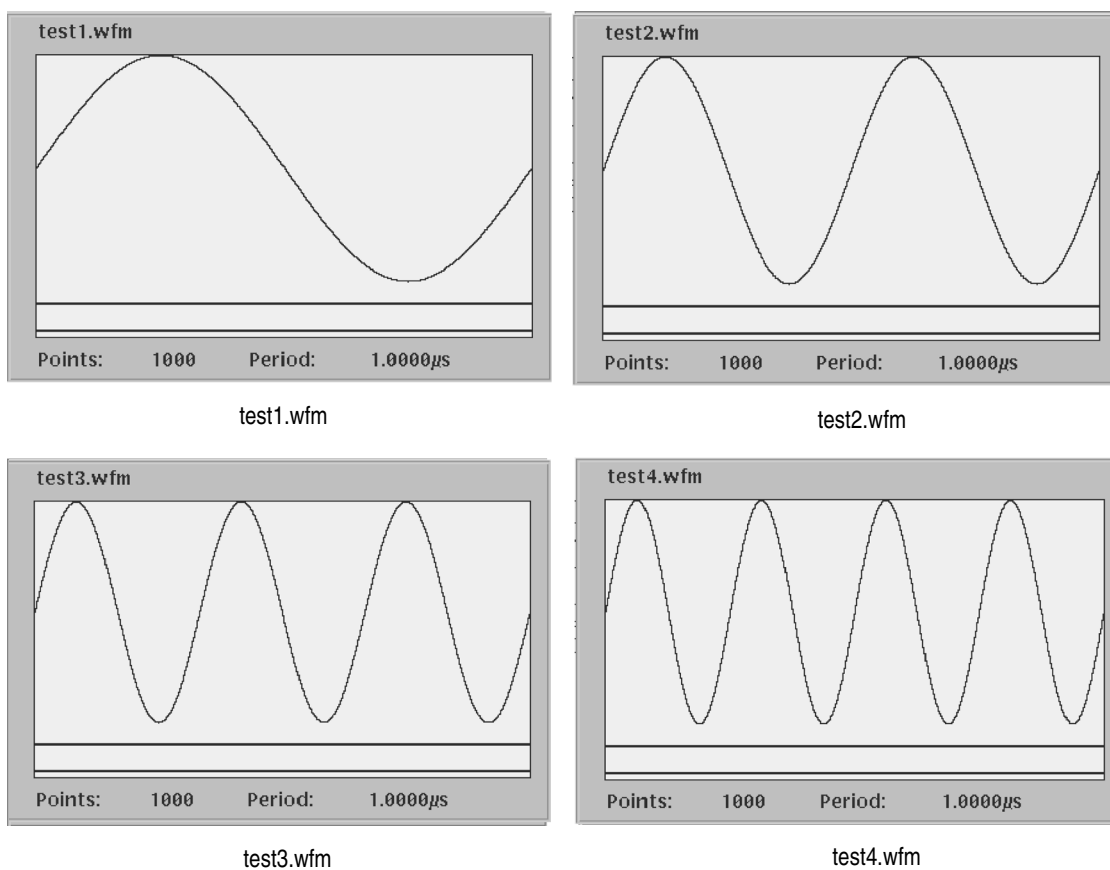 test1.wfm
Points: 1000 Period: 1.0000µs
test1.wfm
test2.wfm
Points: 1000 Period: 1.0000µs
test2.wfm
test3.wfm
Points: 1000 Period: 1.0000µs
test3.wfm
test4.wfm
Points: 1000 Period: 1.0000µs
test4.wfm